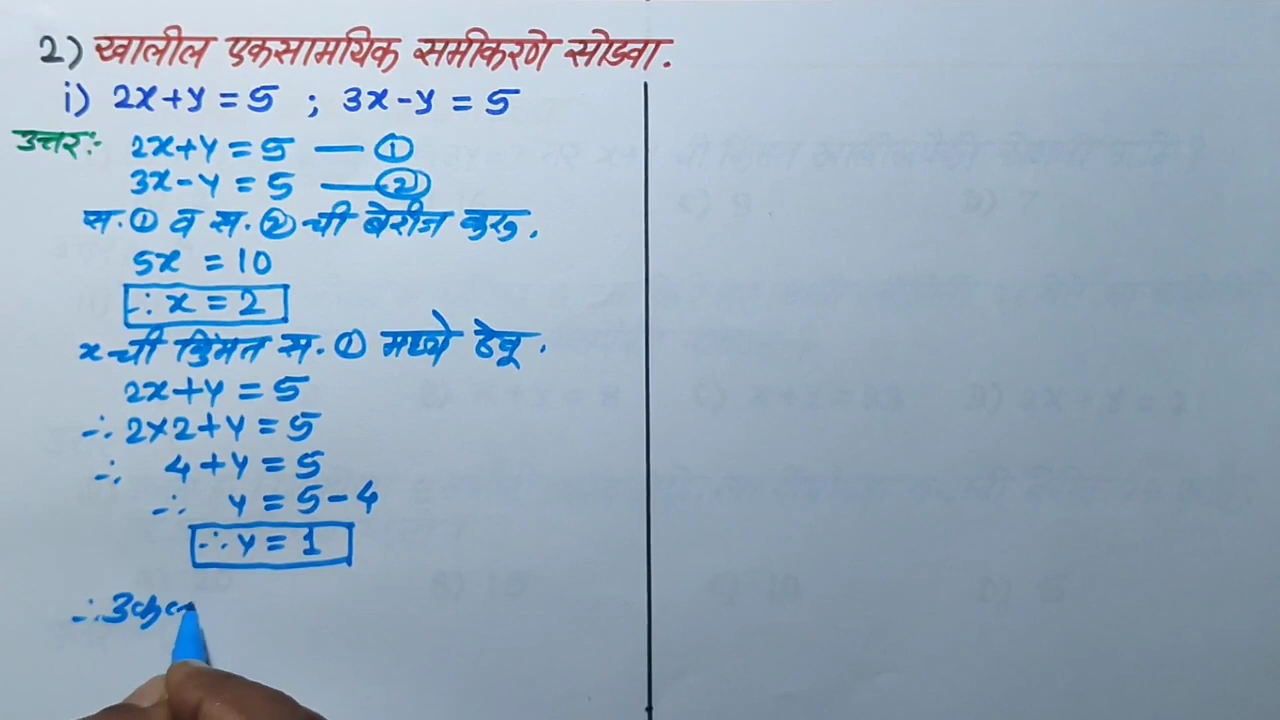 2) खालील एकसामयिक समीकरणे सोडवा.
i) 2x+y=5 ; 3x-y=5
उत्तर:- 2x+y=5 — ①
3x-y=5 — ②
स.① व स.② ची बेरीज करू.
5x = 10
∴ x = 2
x ची किंमत स.① मध्ये ठेवू.
2x+y=5
∴ 2×2+y=5
∴ 4+y=5
∴ y=5-4
∴ y=1